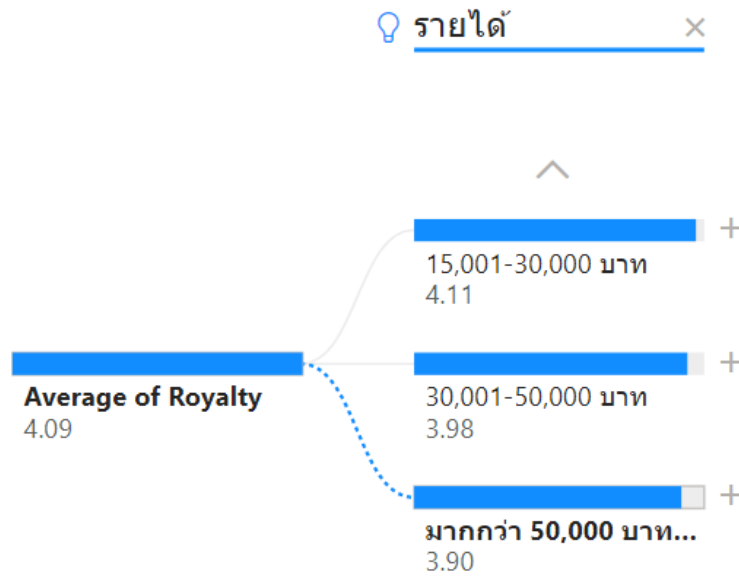 รายได้
15,001-30,000 บาท
4.11
Average of Royalty
4.09
30,001-50,000 บาท
3.98
มากกว่า 50,000 บาท...
3.90